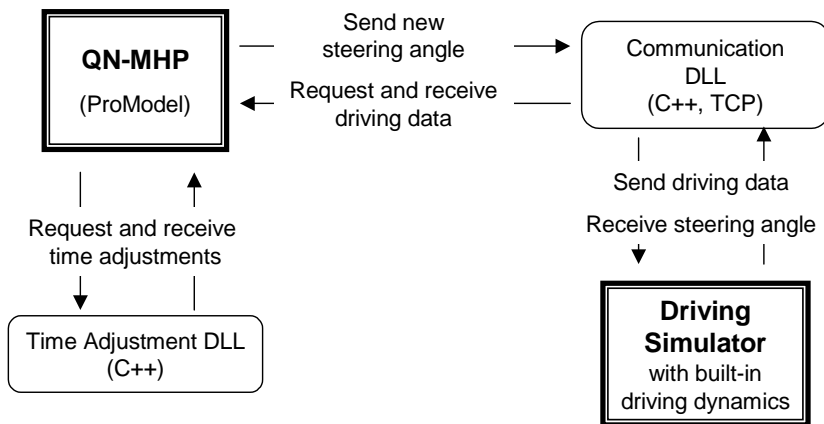 QN-MHP
(ProModel)
Send new
steering angle
Request and receive
driving data
Communication
DLL
(C++, TCP)
Request and receive
time adjustments
Send driving data
Receive steering angle
Time Adjustment DLL
(C++)
Driving
Simulator
with built-in
driving dynamics